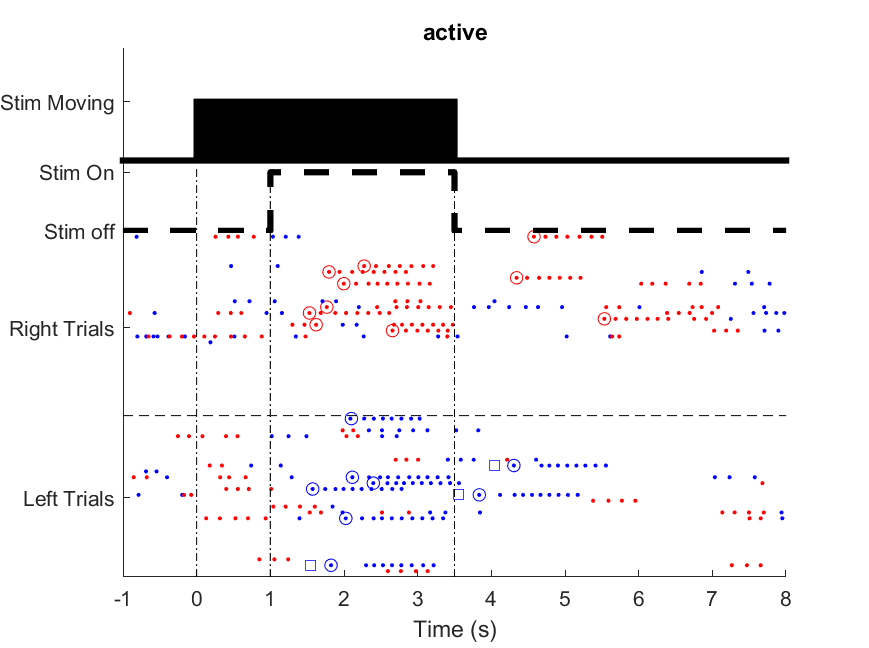 active
Stim Moving
Stim On
Stim off
Right Trials
Left Trials
-1 0 1 2 3 4 5 6 7 8
Time (s)